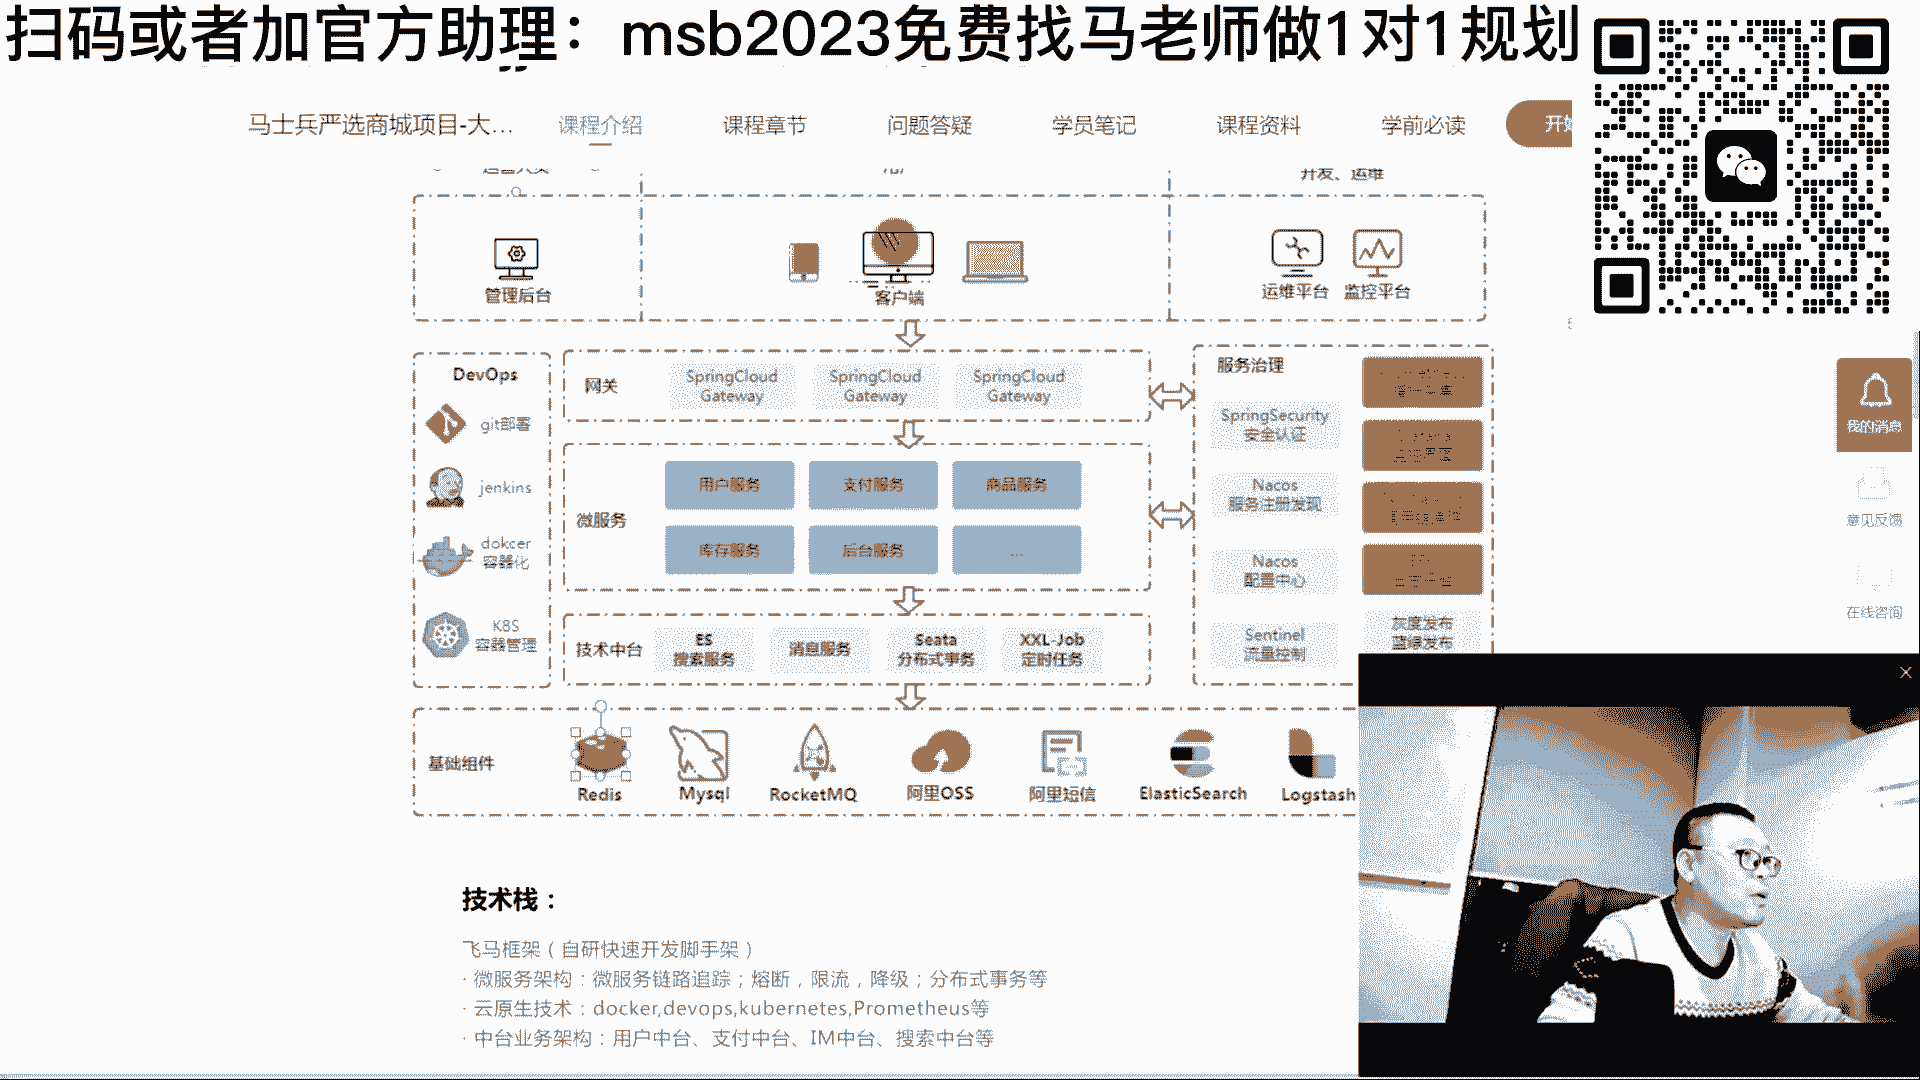 扫码或者加官方助理：msb2023免费找马老师做1对1规划
马士兵严选商城项目-大...
课程介绍
课程章节
问题答疑
学员笔记
课程资料
学前必读
开始
开发、运维
管理后台
客户端
运维平台
监控平台
DevOps
git部署
jenkins
dokcer
容器化
K8S
容器管理
网关
SpringCloud
Gateway
SpringCloud
Gateway
SpringCloud
Gateway
微服务
用户服务
支付服务
商品服务
库存服务
后台服务
...
技术中台
ES
搜索服务
消息服务
Seata
分布式事务
XXL-Job
定时任务
服务治理
SpringSecurity
安全认证
Nacos
服务注册发现
Nacos
配置中心
Sentinel
流量控制
灰度发布
蓝绿发布
基础组件
Redis
Mysql
RocketMQ
阿里OSS
阿里短信
ElasticSearch
Logstash
我的消息
意见反馈
在线咨询
技术栈：
飞马框架（自研快速开发脚手架）
· 微服务架构：微服务链路追踪；熔断，限流，降级；分布式事务等
· 云原生技术：docker,devops,kubernetes,Prometheus等
· 中台业务架构：用户中台、支付中台、IM中台、搜索中台等